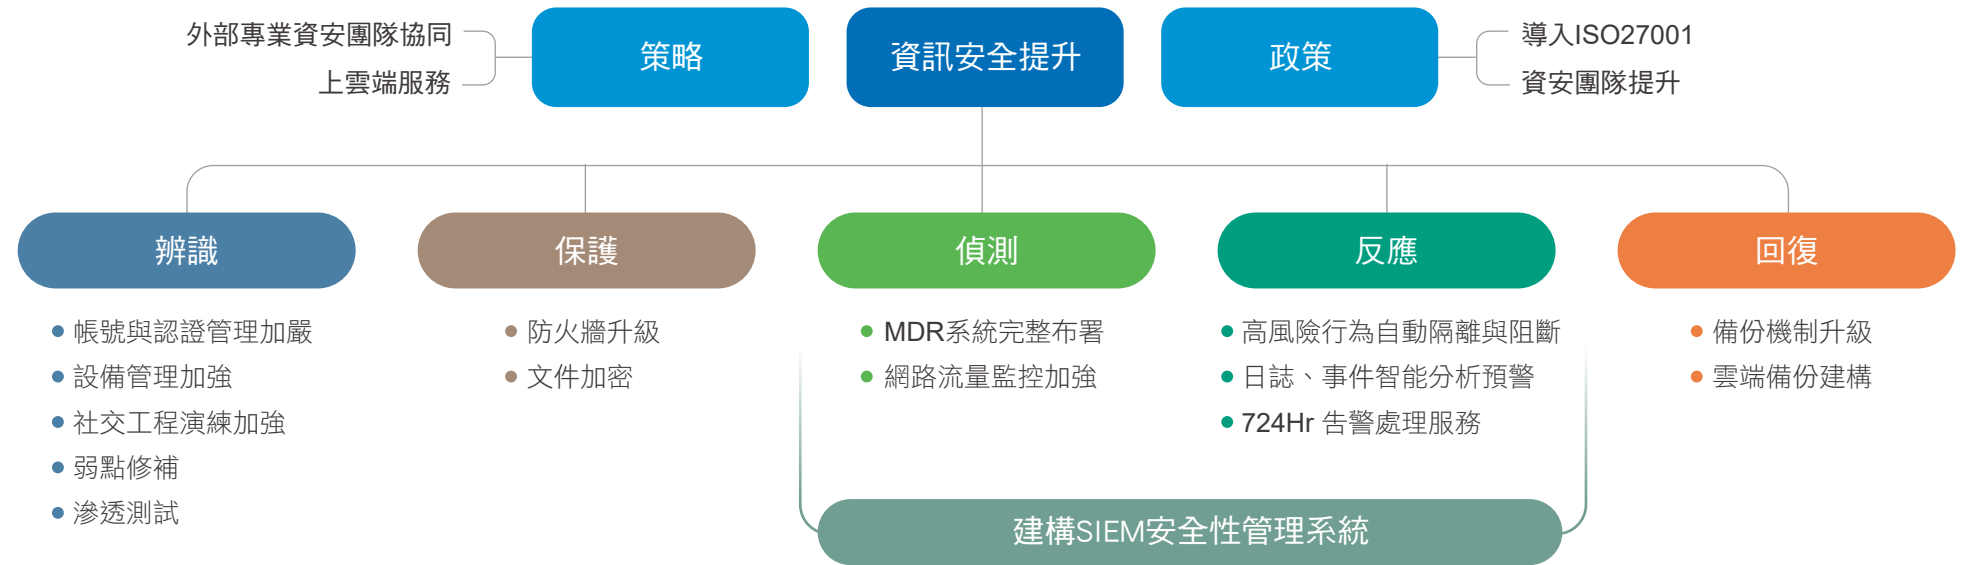 外部專業資安團隊協同
上雲端服務
策略
資訊安全提升
政策
導入ISO27001
資安團隊提升
辨識
保護
偵測
反應
回復
帳號與認證管理加嚴
設備管理加強
社交工程演練加強
弱點修補
滲透測試
防火牆升級
文件加密
MDR系統完整布署
網路流量監控加強
高風險行為自動隔離與阻斷
日誌、事件智能分析預警
724Hr 告警處理服務
備份機制升級
雲端備份建構
建構SIEM安全性管理系統